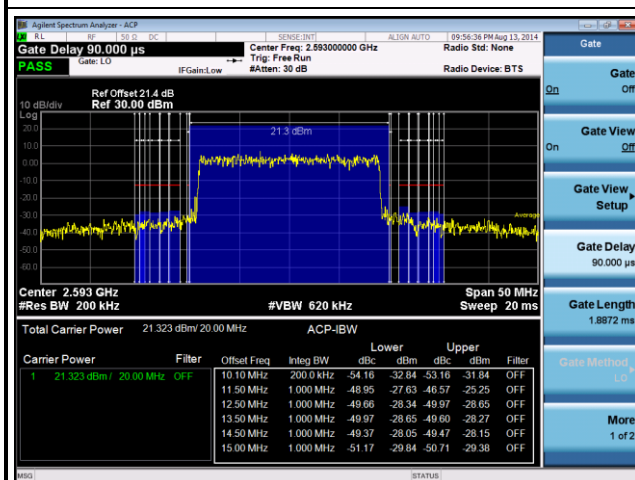 Agilent Spectrum Analyzer - ACP
RL RF 50 Ω DC SENSE:INT ALIGN AUTO 09:56:36 PM Aug 13, 2014
Gate Delay 90.000 µs
Center Freq: 2.593000000 GHz
Radio Std: None
PASS
Gate: LO
IFGain:Low
Trig: Free Run
#Atten: 30 dB
Radio Device: BTS
Ref Offset 21.4 dB
10 dB/div Ref 30.00 dBm
Log
20.0
21.3 dBm
10.0
0.00
-10.0
-20.0
-30.0
Average
-40.0
-50.0
-60.0
Center 2.593 GHz Span 50 MHz
#Res BW 200 kHz #VBW 620 kHz Sweep 20 ms
Total Carrier Power 21.323 dBm/ 20.00 MHz ACP-IBW
Lower Upper
Carrier Power Filter Offset Freq Integ BW dBc dBm dBc dBm Filter
1 21.323 dBm / 20.00 MHz OFF 10.10 MHz 200.0 kHz -54.16 -32.84 -53.16 -31.84 OFF
11.50 MHz 1.000 MHz -48.95 -27.63 -46.57 -25.25 OFF
12.50 MHz 1.000 MHz -49.66 -28.34 -49.97 -28.65 OFF
13.50 MHz 1.000 MHz -49.97 -28.65 -49.60 -28.27 OFF
14.50 MHz 1.000 MHz -49.37 -28.05 -49.47 -28.15 OFF
15.00 MHz 1.000 MHz -51.17 -29.84 -50.71 -29.38 OFF
MSG STATUS
Gate
Gate
On Off
Gate View
On Off
Gate View
Setup
Gate Delay
90.000 µs
Gate Length
1.8872 ms
Gate Method
LO
More
1 of 2